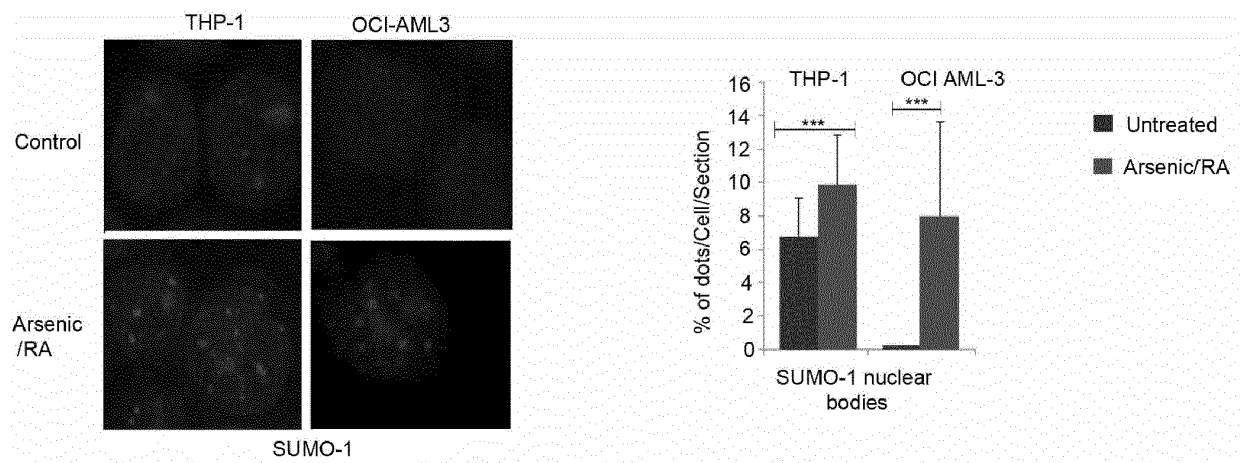 THP-1
OCI-AML3
Control
Arsenic
/RA
SUMO-1
THP-1
OCI AML-3
***
***
16
14
12
10
8
6
4
2
0
% of dots/Cell/Section
SUMO-1 nuclear
bodies
Untreated
Arsenic/RA